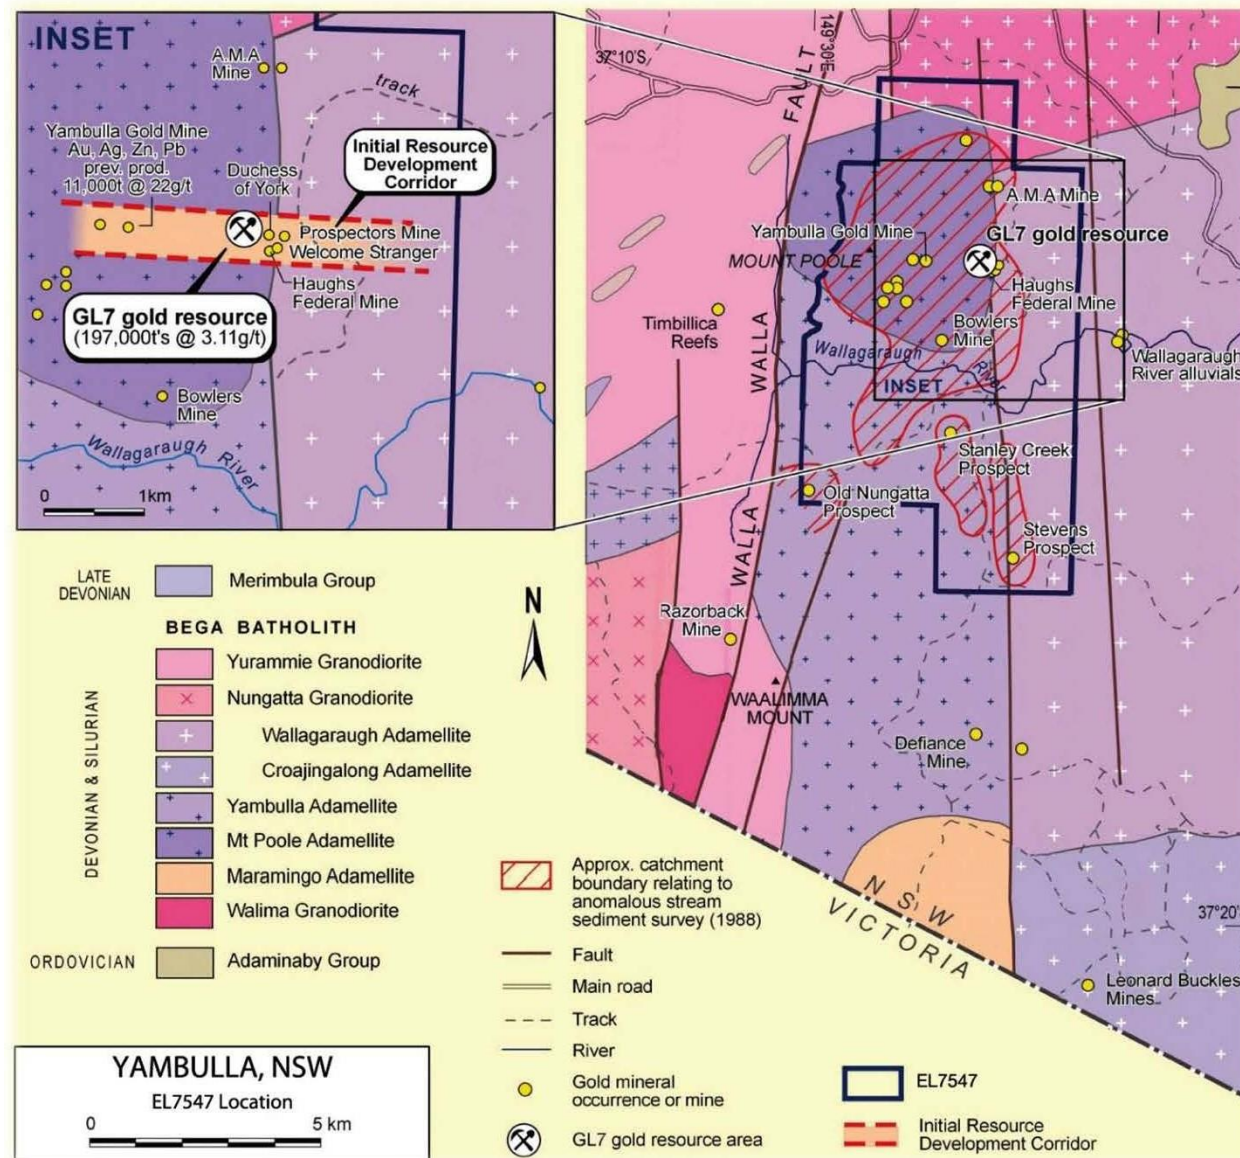 INSET
A.M.A
Mine
track
Yambulla Gold Mine
Au, Ag, Zn, Pb
prev. prod.
11,000t @ 22g/t
Duchess
of York
Initial Resource
Development
Corridor
Prospectors Mine
Welcome Stranger
Haughs
Federal Mine
GL7 gold resource
(197,000t's @ 3.11g/t)
Bowlers
Mine
Wallagaraugh River
0 1km
37°10'S
149°30'E
FAULT
WALLA
WALLA
A.M.A Mine
Yambulla Gold Mine
GL7 gold resource
MOUNT POOLE
Haughs
Federal Mine
Timbillica
Reefs
Bowlers
Mine
Wallagaraugh
River
INSET
Wallagaraugh
River alluvials
Stanley Creek
Prospect
Old Nungatta
Prospect
Stevens
Prospect
Razorback
Mine
WAALIMMA
MOUNT
Defiance
Mine
NSW
VICTORIA
37°20'
Leonard Buckles
Mines
LATE
DEVONIAN
Merimbula Group
BEGA BATHOLITH
DEVONIAN & SILURIAN
Yurammie Granodiorite
Nungatta Granodiorite
Wallagaraugh Adamellite
Croajingalong Adamellite
Yambulla Adamellite
Mt Poole Adamellite
Maramingo Adamellite
Walima Granodiorite
ORDOVICIAN
Adaminaby Group
N
Approx. catchment
boundary relating to
anomalous stream
sediment survey (1988)
Fault
Main road
Track
River
Gold mineral
occurrence or mine
GL7 gold resource area
EL7547
Initial Resource
Development Corridor
YAMBULLA, NSW
EL7547 Location
0 5 km